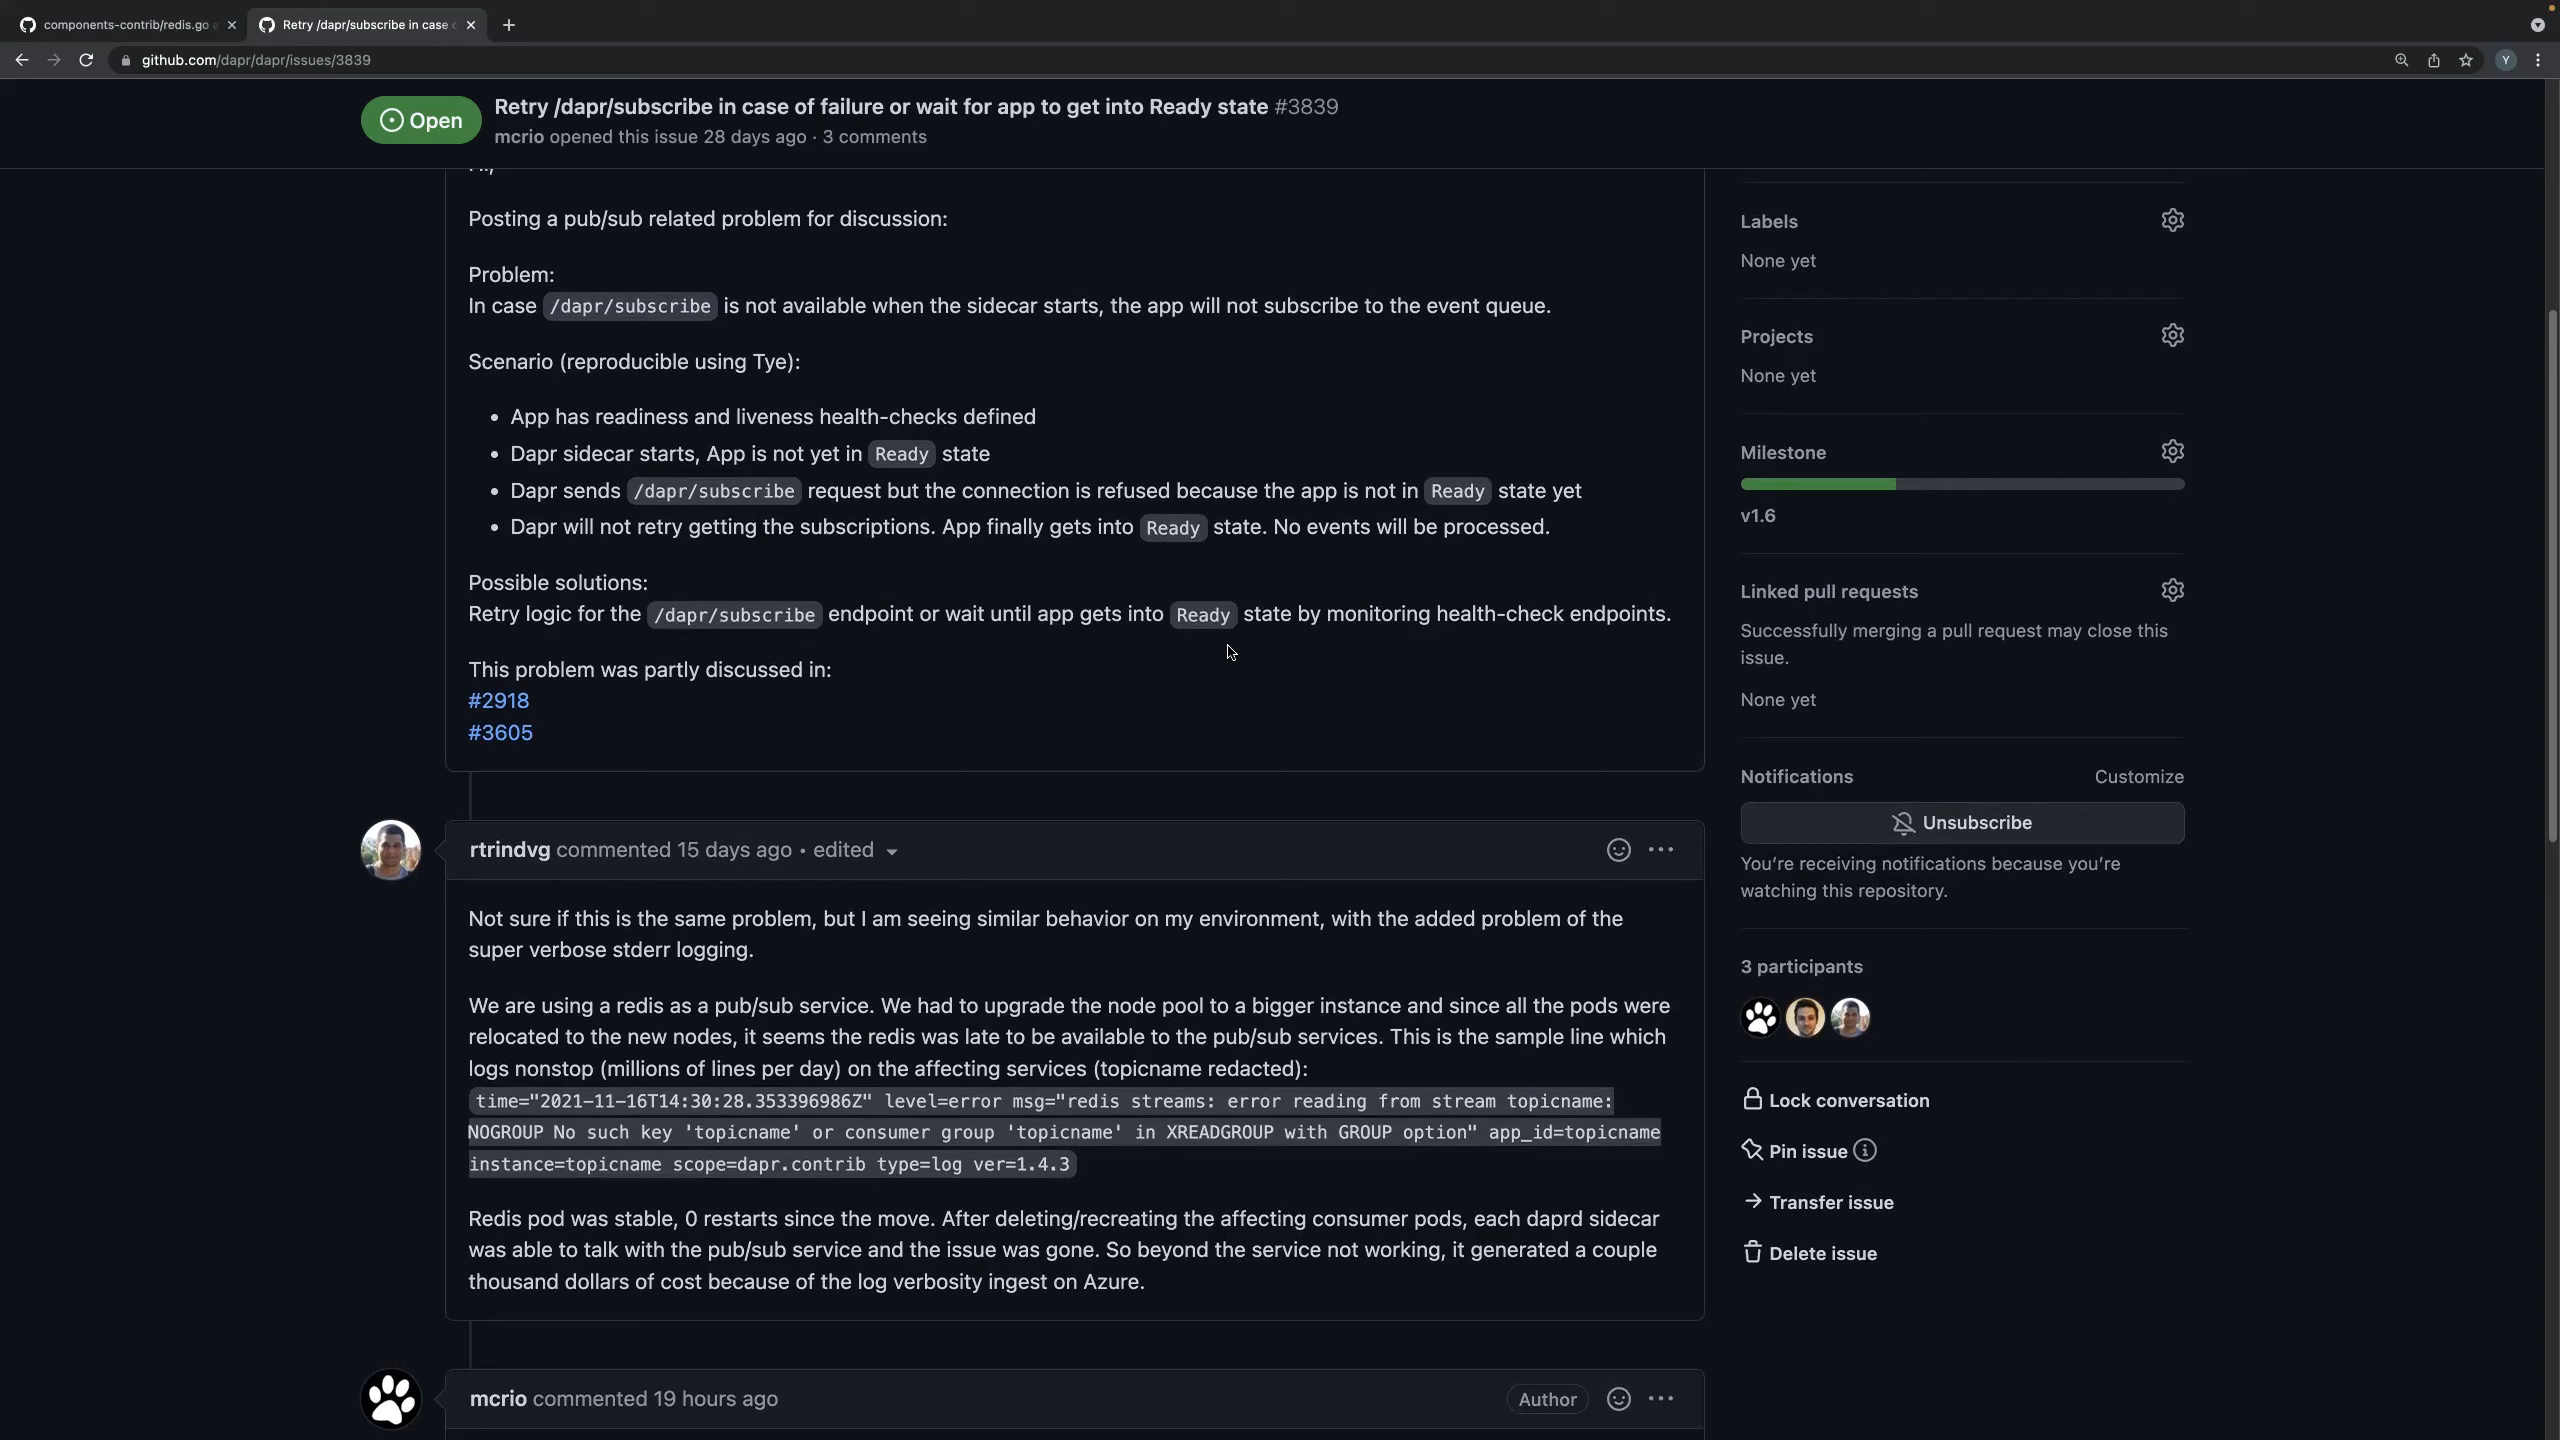 components-contrib/redis.go a
Retry /dapr/subscribe in case o
github.com/dapr/dapr/issues/3839
Y
Open
Retry /dapr/subscribe in case of failure or wait for app to get into Ready state #3839
mcrio opened this issue 28 days ago · 3 comments
Hi,
Posting a pub/sub related problem for discussion:
Problem:
In case /dapr/subscribe is not available when the sidecar starts, the app will not subscribe to the event queue.
Scenario (reproducible using Tye):
• App has readiness and liveness health-checks defined
• Dapr sidecar starts, App is not yet in Ready state
• Dapr sends /dapr/subscribe request but the connection is refused because the app is not in Ready state yet
• Dapr will not retry getting the subscriptions. App finally gets into Ready state. No events will be processed.
Possible solutions:
Retry logic for the /dapr/subscribe endpoint or wait until app gets into Ready state by monitoring health-check endpoints.
This problem was partly discussed in:
#2918
#3605
rtrindvg commented 15 days ago • edited
Not sure if this is the same problem, but I am seeing similar behavior on my environment, with the added problem of the
super verbose stderr logging.
We are using a redis as a pub/sub service. We had to upgrade the node pool to a bigger instance and since all the pods were
relocated to the new nodes, it seems the redis was late to be available to the pub/sub services. This is the sample line which
logs nonstop (millions of lines per day) on the affecting services (topicname redacted):
time="2021-11-16T14:30:28.353396986Z" level=error msg="redis streams: error reading from stream topicname:
NOGROUP No such key 'topicname' or consumer group 'topicname' in XREADGROUP with GROUP option" app_id=topicname
instance=topicname scope=dapr.contrib type=log ver=1.4.3
Redis pod was stable, 0 restarts since the move. After deleting/recreating the affecting consumer pods, each daprd sidecar
was able to talk with the pub/sub service and the issue was gone. So beyond the service not working, it generated a couple
thousand dollars of cost because of the log verbosity ingest on Azure.
mcrio commented 19 hours ago
Author
Labels
None yet
Projects
None yet
Milestone
v1.6
Linked pull requests
Successfully merging a pull request may close this
issue.
None yet
Notifications
Customize
Unsubscribe
You're receiving notifications because you're
watching this repository.
3 participants
Lock conversation
Pin issue
Transfer issue
Delete issue